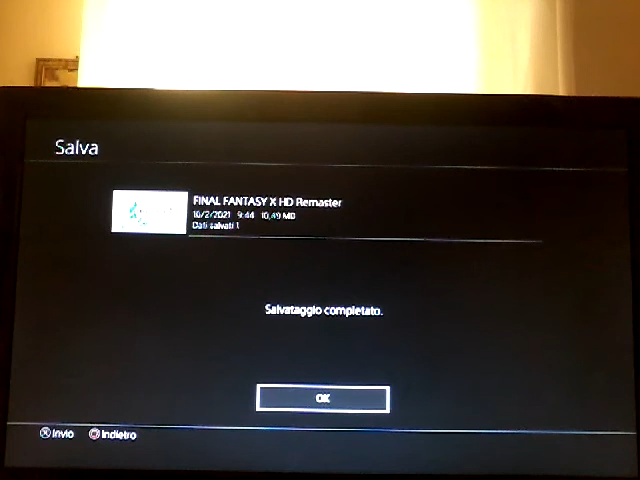 Salva
FINAL FANTASY X HD Remaster
16/2/2021 9:44 10,49 MB
Dati salvati 1
Salvataggio completato.
OK
Invio Indietro